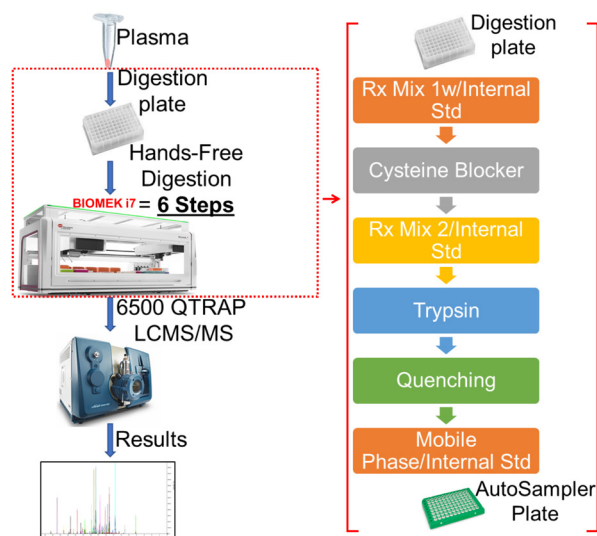 Plasma
Digestion
plate
Hands-Free
Digestion
BIOMEK i7 = 6 Steps
6500 QTRAP
LCMS/MS
Results
Digestion
plate
Rx Mix 1w/Internal
Std
Cysteine Blocker
Rx Mix 2/Internal
Std
Trypsin
Quenching
Mobile
Phase/Internal Std
AutoSampler
Plate